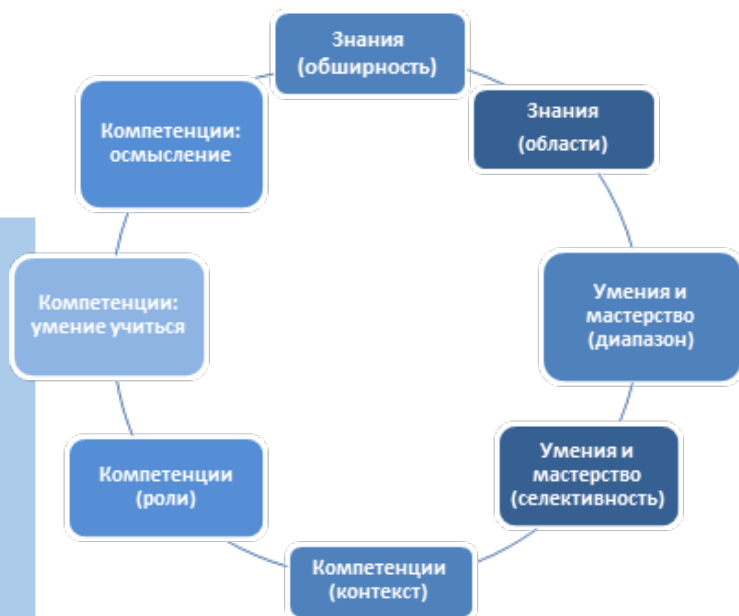 Знания
(обширность)
Знания
(области)
Умения и
мастерство
(диапазон)
Умения и
мастерство
(селективность)
Компетенции
(контекст)
Компетенции
(роли)
Компетенции:
умение учиться
Компетенции:
осмысление